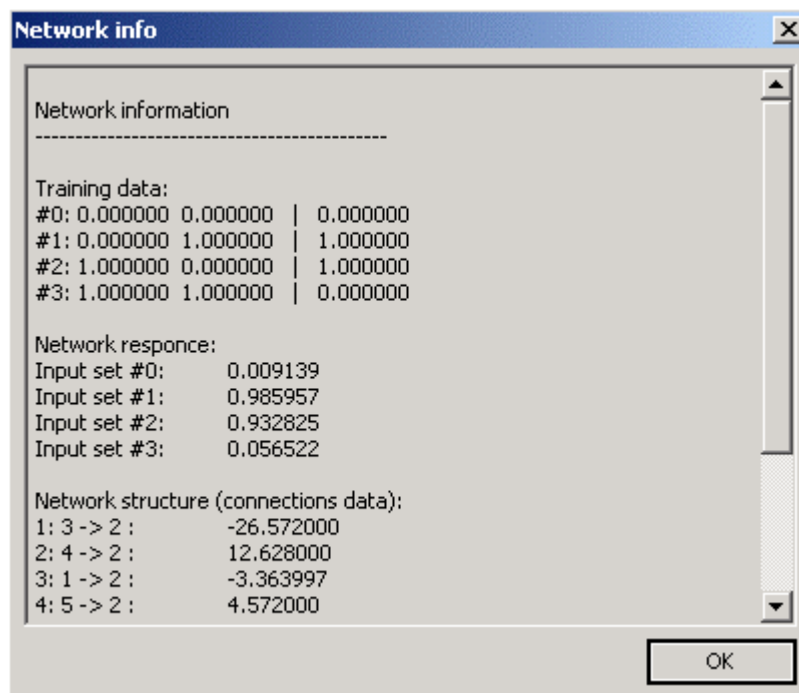 Network info
Network information
--------------------------------------------
Training data:
#0: 0.000000 0.000000 | 0.000000
#1: 0.000000 1.000000 | 1.000000
#2: 1.000000 0.000000 | 1.000000
#3: 1.000000 1.000000 | 0.000000
Network responce:
Input set #0: 0.009139
Input set #1: 0.985957
Input set #2: 0.932825
Input set #3: 0.056522
Network structure (connections data):
1: 3 -> 2 : -26.572000
2: 4 -> 2 : 12.628000
3: 1 -> 2 : -3.363997
4: 5 -> 2 : 4.572000
OK